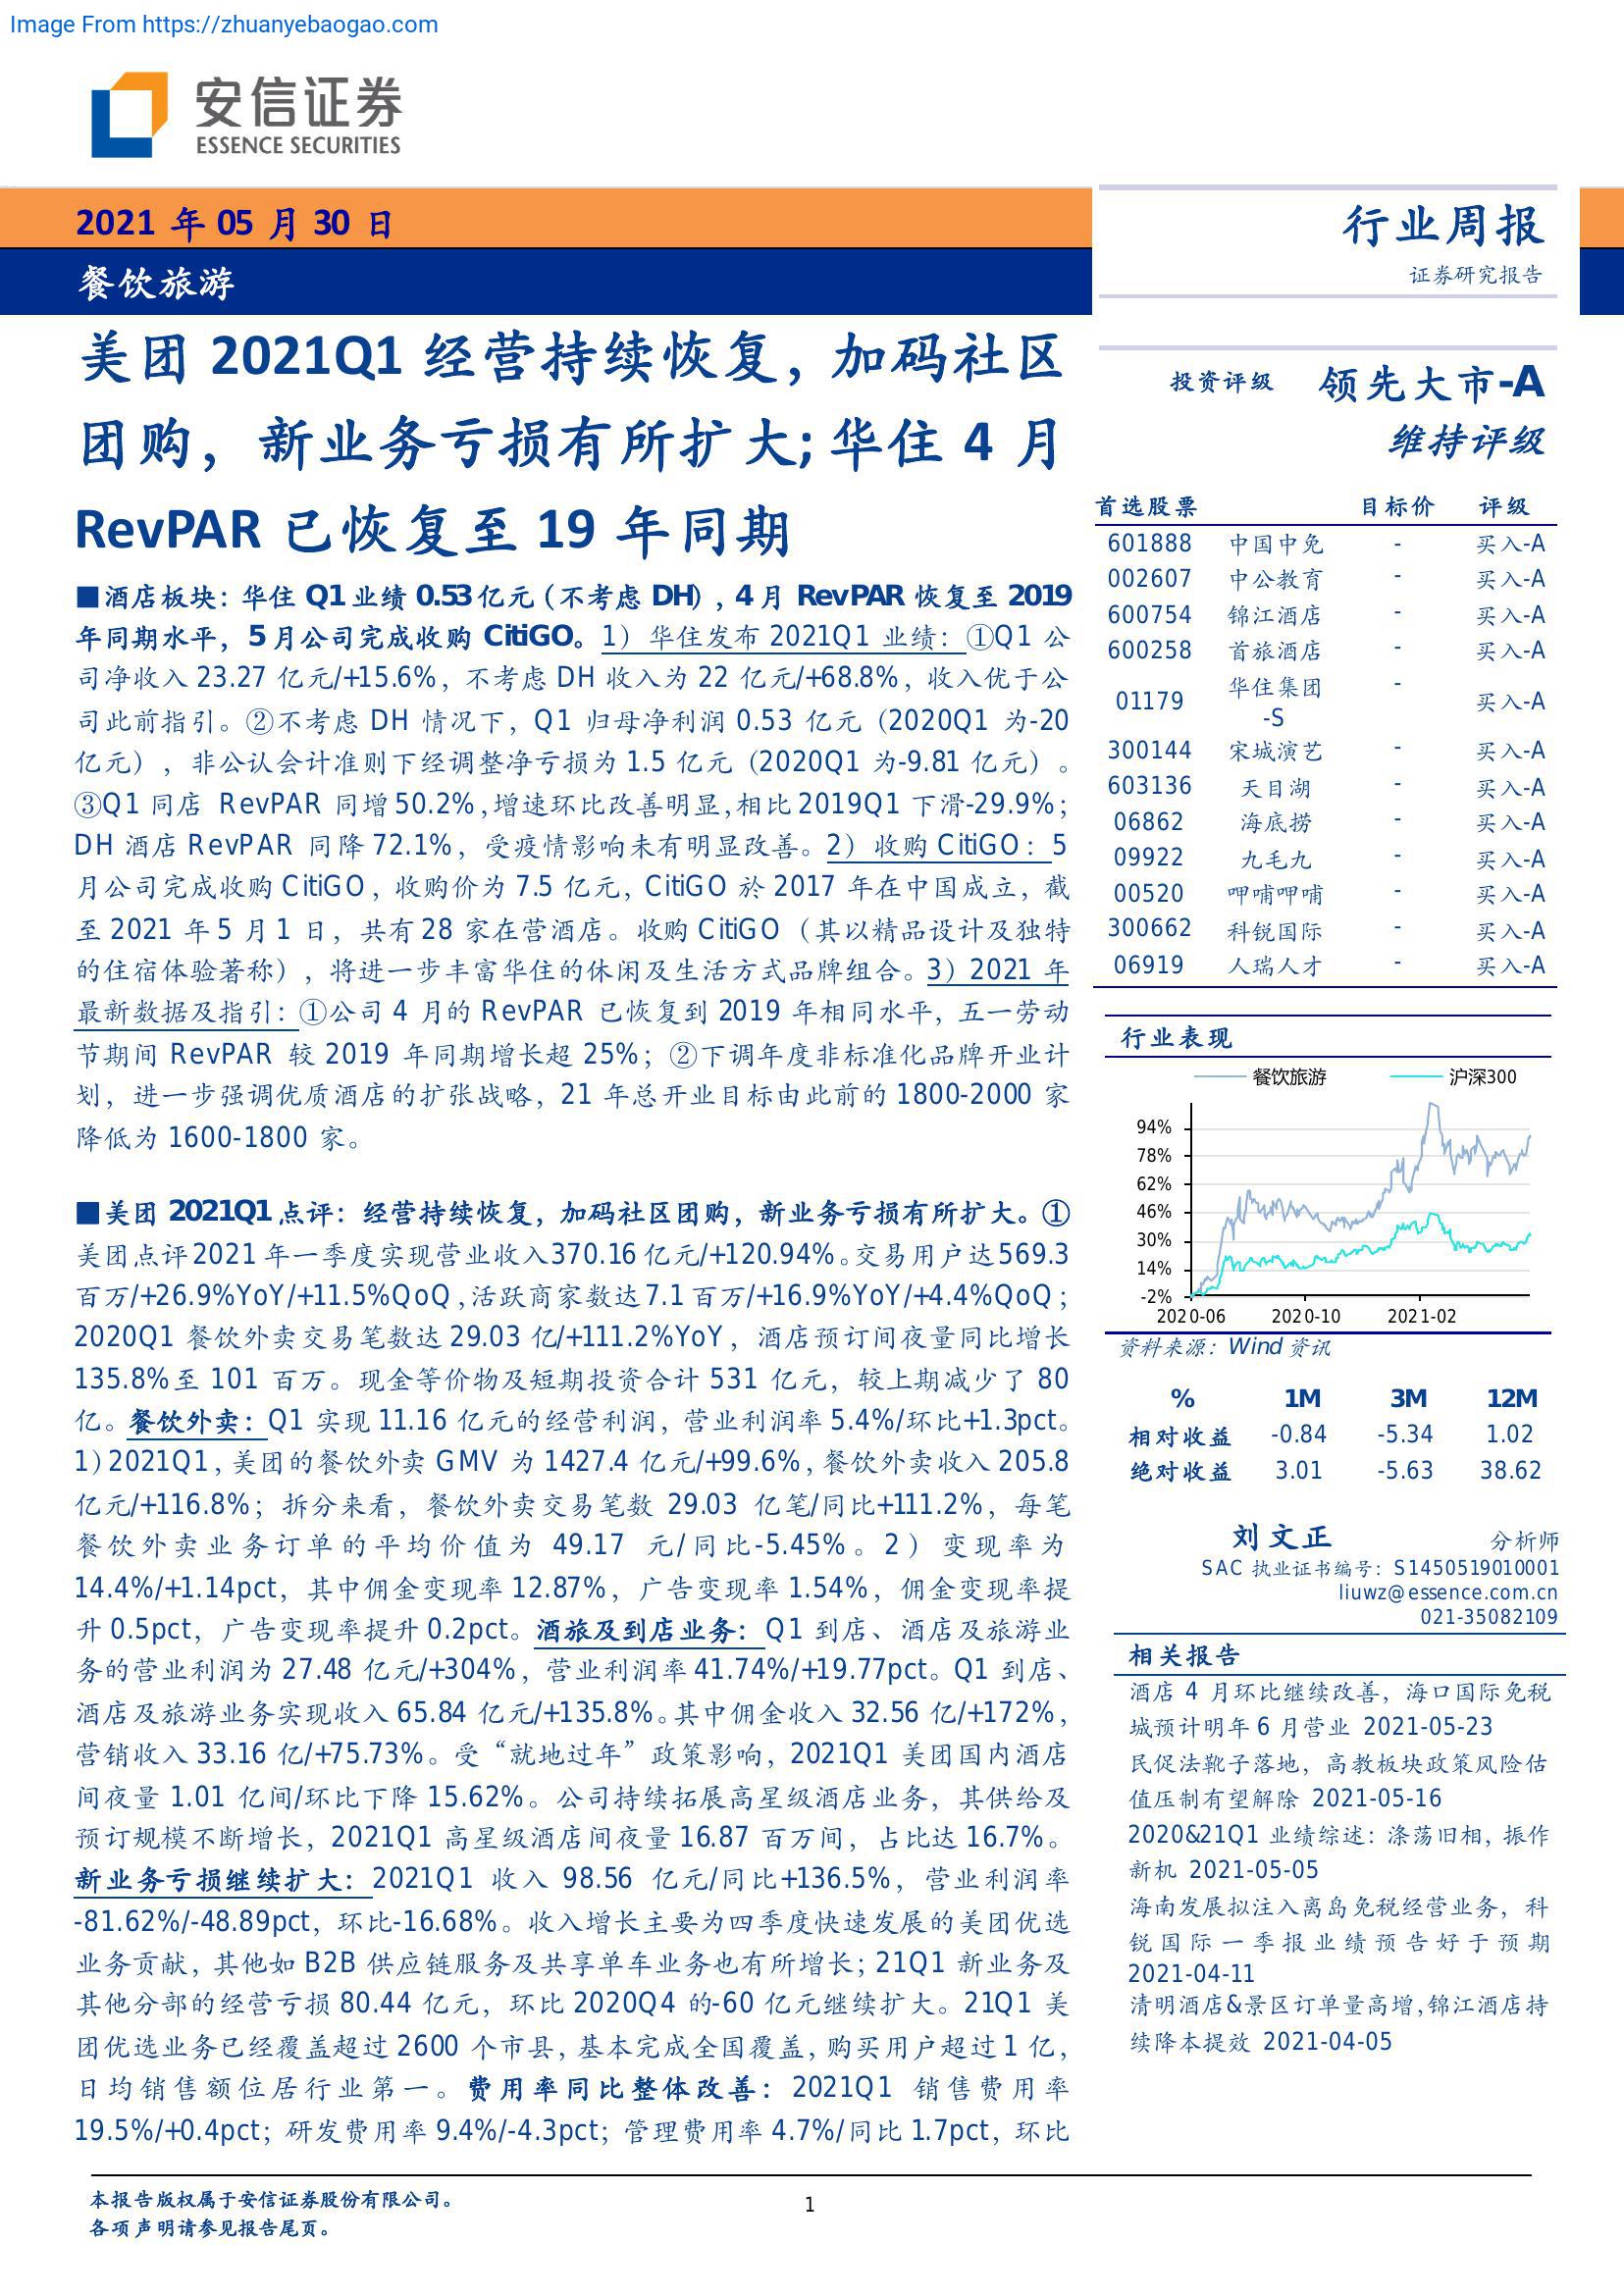 Image From https://zhuanyebaogao.com
安信证券
ESSENCE SECURITIES
2021 年 05 月 30 日
餐饮旅游
行业周报
证券研究报告
美团 2021Q1 经营持续恢复，加码社区
团购，新业务亏损有所扩大；华住 4 月
RevPAR 已恢复至 19 年同期
■酒店板块：华住 Q1 业绩 0.53 亿元（不考虑 DH），4 月 RevPAR 恢复至 2019
年同期水平，5 月公司完成收购 CitiGO。1）华住发布 2021Q1 业绩：①Q1 公
司净收入 23.27 亿元/+15.6%，不考虑 DH 收入为 22 亿元/+68.8%，收入优于公
司此前指引。②不考虑 DH 情况下，Q1 归母净利润 0.53 亿元（2020Q1 为-20
亿元），非公认会计准则下经调整净亏损为 1.5 亿元（2020Q1 为-9.81 亿元）。
③Q1 同店 RevPAR 同增 50.2%,增速环比改善明显,相比 2019Q1 下滑-29.9%；
DH 酒店 RevPAR 同降 72.1%，受疫情影响未有明显改善。2）收购 CitiGO：5
月公司完成收购 CitiGO，收购价为 7.5 亿元，CitiGO 於 2017 年在中国成立，截
至 2021 年 5 月 1 日，共有 28 家在营酒店。收购 CitiGO（其以精品设计及独特
的住宿体验著称），将进一步丰富华住的休闲及生活方式品牌组合。3）2021 年
最新数据及指引：①公司 4 月的 RevPAR 已恢复到 2019 年相同水平，五一劳动
节期间 RevPAR 较 2019 年同期增长超 25%；②下调年度非标准化品牌开业计
划，进一步强调优质酒店的扩张战略，21 年总开业目标由此前的 1800-2000 家
降低为 1600-1800 家。
■美团 2021Q1 点评：经营持续恢复，加码社区团购，新业务亏损有所扩大。①
美团点评 2021 年一季度实现营业收入 370.16 亿元/+120.94%。交易用户达 569.3
百万/+26.9%YoY/+11.5%QoQ，活跃商家数达 7.1 百万/+16.9%YoY/+4.4%QoQ；
2020Q1 餐饮外卖交易笔数达 29.03 亿/+111.2%YoY，酒店预订间夜量同比增长
135.8%至 101 百万。现金等价物及短期投资合计 531 亿元，较上期减少了 80
亿。餐饮外卖：Q1 实现 11.16 亿元的经营利润，营业利润率 5.4%/环比+1.3pct。
1)2021Q1，美团的餐饮外卖 GMV 为 1427.4 亿元/+99.6%，餐饮外卖收入 205.8
亿元/+116.8%；拆分来看，餐饮外卖交易笔数 29.03 亿笔/同比+111.2%，每笔
餐饮外卖业务订单的平均价值为 49.17 元/同比-5.45%。2）变现率为
14.4%/+1.14pct，其中佣金变现率 12.87%，广告变现率 1.54%，佣金变现率提
升 0.5pct，广告变现率提升 0.2pct。酒旅及到店业务：Q1 到店、酒店及旅游业
务的营业利润为 27.48 亿元/+304%，营业利润率 41.74%/+19.77pct。Q1 到店、
酒店及旅游业务实现收入 65.84 亿元/+135.8%。其中佣金收入 32.56 亿/+172%，
营销收入 33.16 亿/+75.73%。受“就地过年”政策影响，2021Q1 美团国内酒店
间夜量 1.01 亿间/环比下降 15.62%。公司持续拓展高星级酒店业务，其供给及
预订规模不断增长，2021Q1 高星级酒店间夜量 16.87 百万间，占比达 16.7%。
新业务亏损继续扩大：2021Q1 收入 98.56 亿元/同比+136.5%，营业利润率
-81.62%/-48.89pct，环比-16.68%。收入增长主要为四季度快速发展的美团优选
业务贡献，其他如 B2B 供应链服务及共享单车业务也有所增长；21Q1 新业务及
其他分部的经营亏损 80.44 亿元，环比 2020Q4 的-60 亿元继续扩大。21Q1 美
团优选业务已经覆盖超过 2600 个市县，基本完成全国覆盖，购买用户超过 1 亿，
日均销售额位居行业第一。费用率同比整体改善：2021Q1 销售费用率
19.5%/+0.4pct；研发费用率 9.4%/-4.3pct；管理费用率 4.7%/同比 1.7pct，环比
投资评级 领先大市-A
维持评级
首选股票 目标价 评级
601888 中国中免 - 买入-A
002607 中公教育 - 买入-A
600754 锦江酒店 - 买入-A
600258 首旅酒店 - 买入-A
01179 华住集团-S - 买入-A
300144 宋城演艺 - 买入-A
603136 天目湖 - 买入-A
06862 海底捞 - 买入-A
09922 九毛九 - 买入-A
00520 呷哺呷哺 - 买入-A
300662 科锐国际 - 买入-A
06919 人瑞人才 - 买入-A
行业表现
餐饮旅游 沪深300
94%
78%
62%
46%
30%
14%
-2%
2020-06 2020-10 2021-02
资料来源：Wind 资讯
% 1M 3M 12M
相对收益 -0.84 -5.34 1.02
绝对收益 3.01 -5.63 38.62
刘文正 分析师
SAC 执业证书编号：S1450519010001
liuwz@essence.com.cn
021-35082109
相关报告
酒店 4 月环比继续改善，海口国际免税
城预计明年 6 月营业 2021-05-23
民促法靴子落地，高教板块政策风险估
值压制有望解除 2021-05-16
2020&21Q1 业绩综述：涤荡旧相，振作
新机 2021-05-05
海南发展拟注入离岛免税经营业务，科
锐国际一季报业绩预告好于预期
2021-04-11
清明酒店&景区订单量高增,锦江酒店持
续降本提效 2021-04-05
本报告版权属于安信证券股份有限公司。
各项声明请参见报告尾页。
1